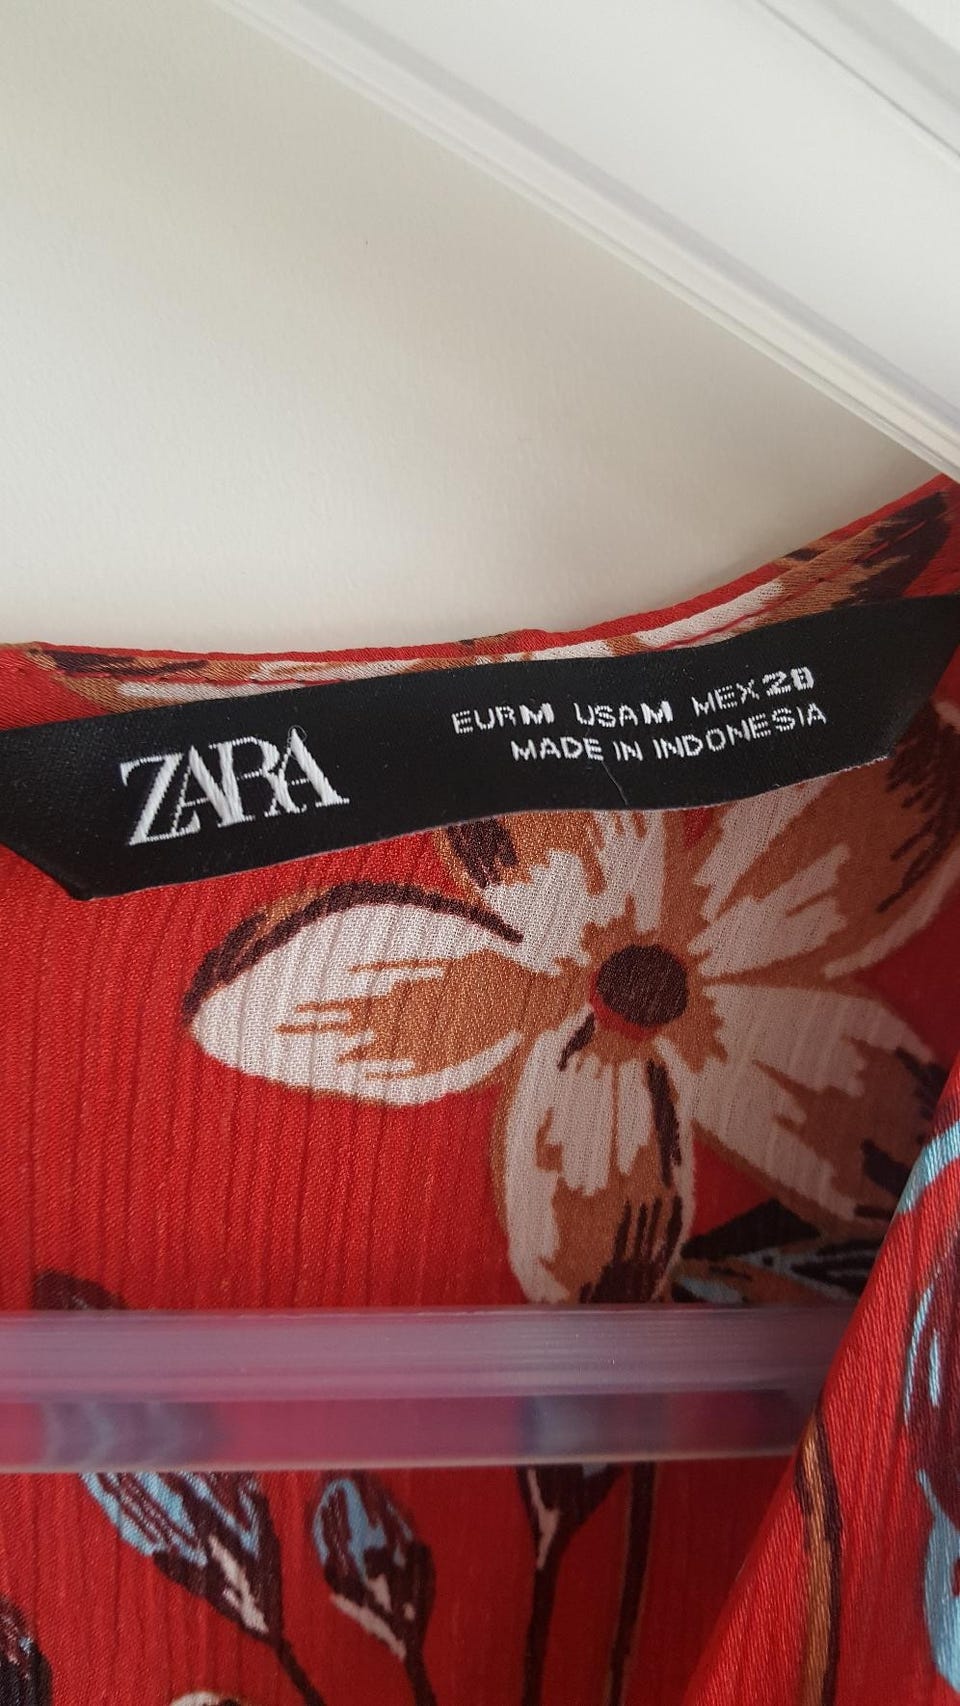 ZARA
EUR M USA M MEX 28
MADE IN INDONESIA